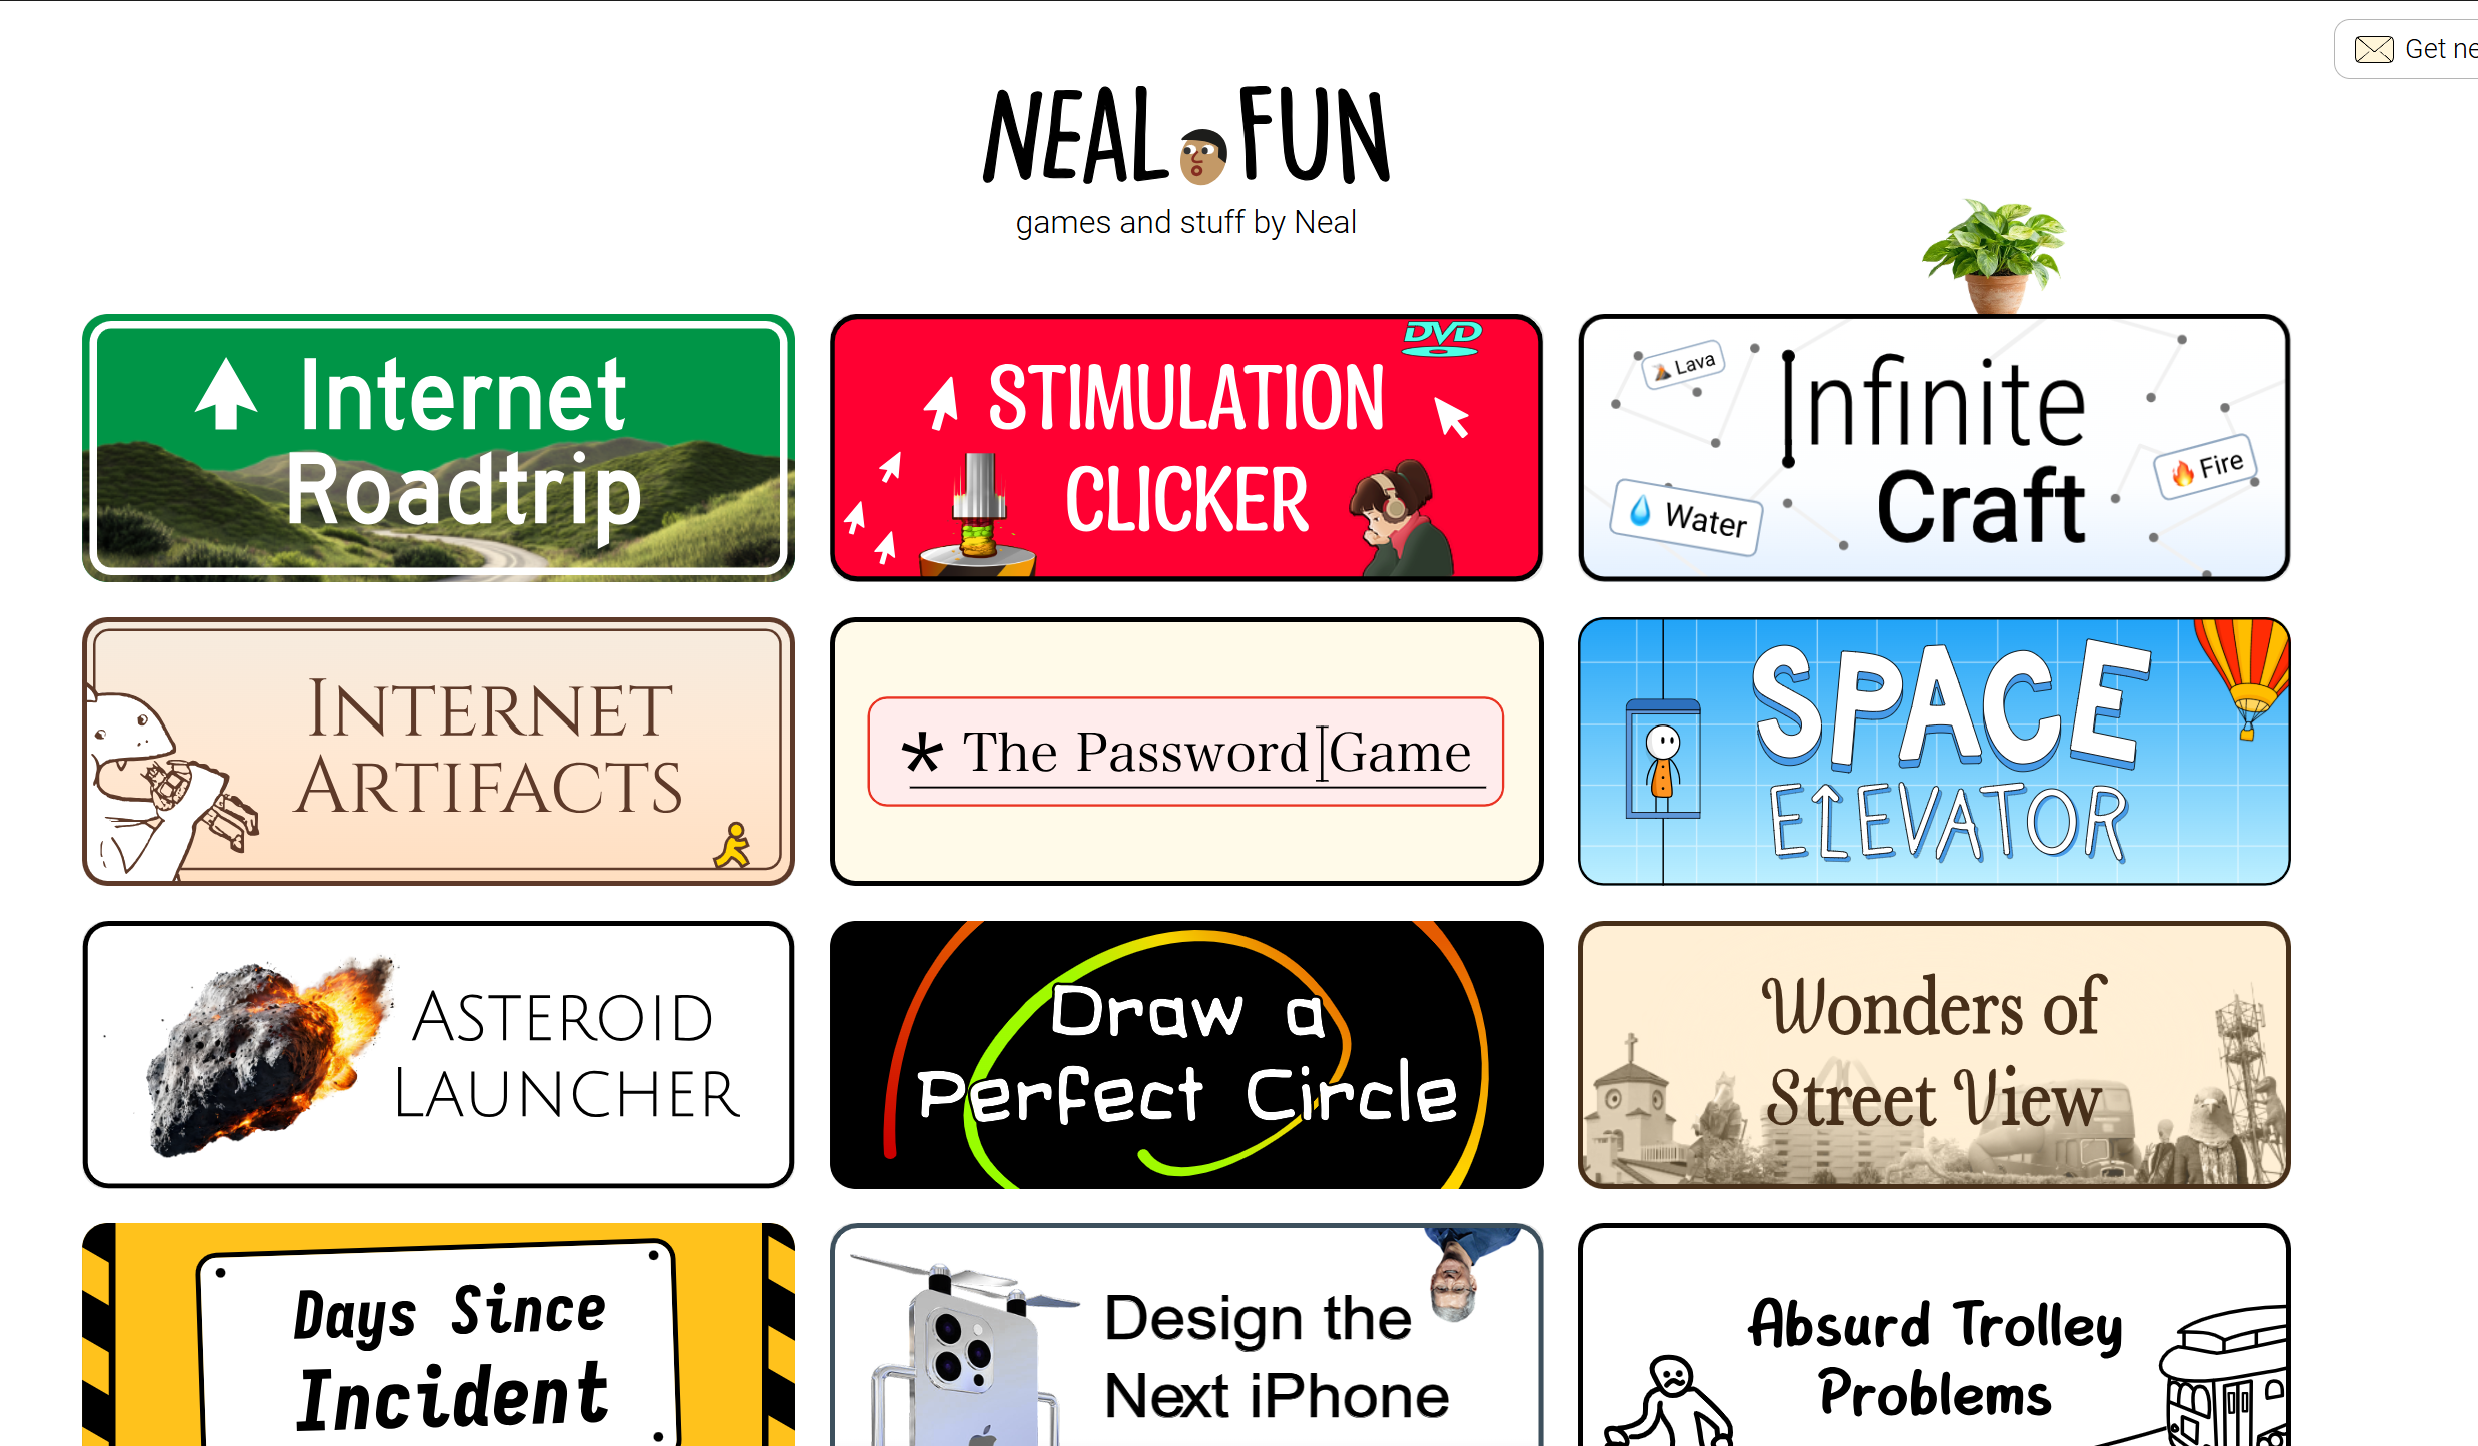 Get ne
NEAL FUN
games and stuff by Neal
Internet
Roadtrip
DVD
STIMULATION
CLICKER
Lava
Infinite
Craft
Fire
Water
INTERNET
ARTIFACTS
* The Password Game
SPACE
ELEVATOR
ASTEROID
LAUNCHER
Draw a
Perfect Circle
Wonders of
Street View
Days Since
Incident
Design the
Next iPhone
Absurd Trolley
Problems